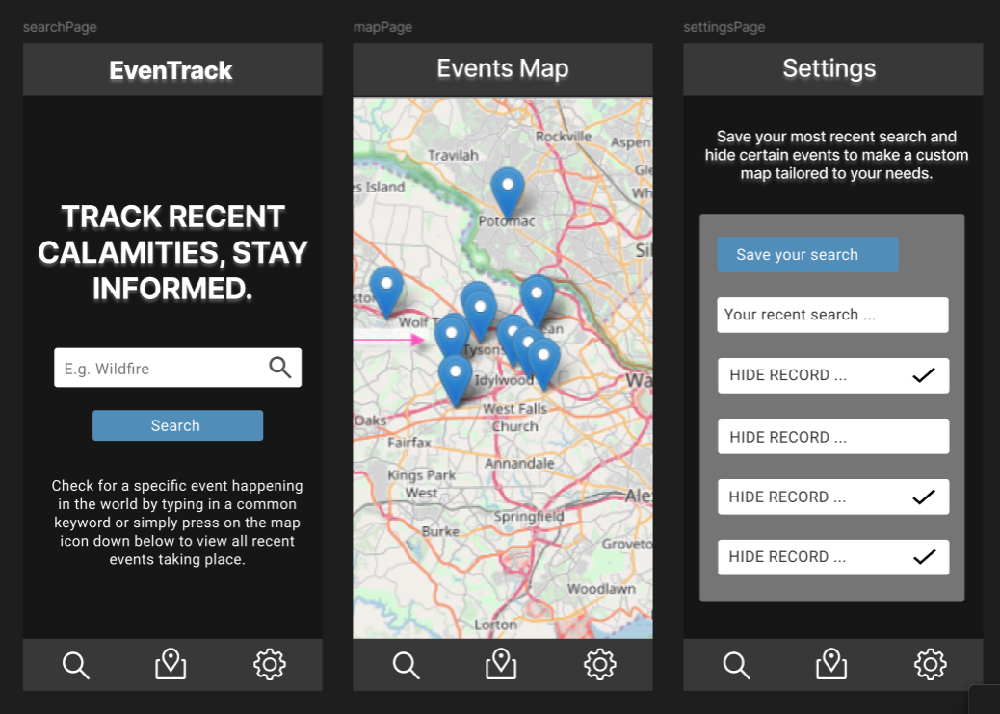 searchPage
EvenTrack
TRACK RECENT
CALAMITIES, STAY
INFORMED.
E.g. Wildfire
Search
Check for a specific event happening
in the world by typing in a common
keyword or simply press on the map
icon down below to view all recent
events taking place.
mapPage
Events Map
Rockville
Aspen
Travilah
Gle
es Island
Wh
Potomac
Sil
ston
Wolf T
ean
Tysons
Idylwood
Wa
West Falls
Church
Oaks
Fairfax
Annandale
Kings Park
West
Ale
Springfield
Burke
Groveto
Woodlawn
Lorton
settingsPage
Settings
Save your most recent search and
hide certain events to make a custom
map tailored to your needs.
Save your search
Your recent search ...
HIDE RECORD ...
HIDE RECORD ...
HIDE RECORD ...
HIDE RECORD ...